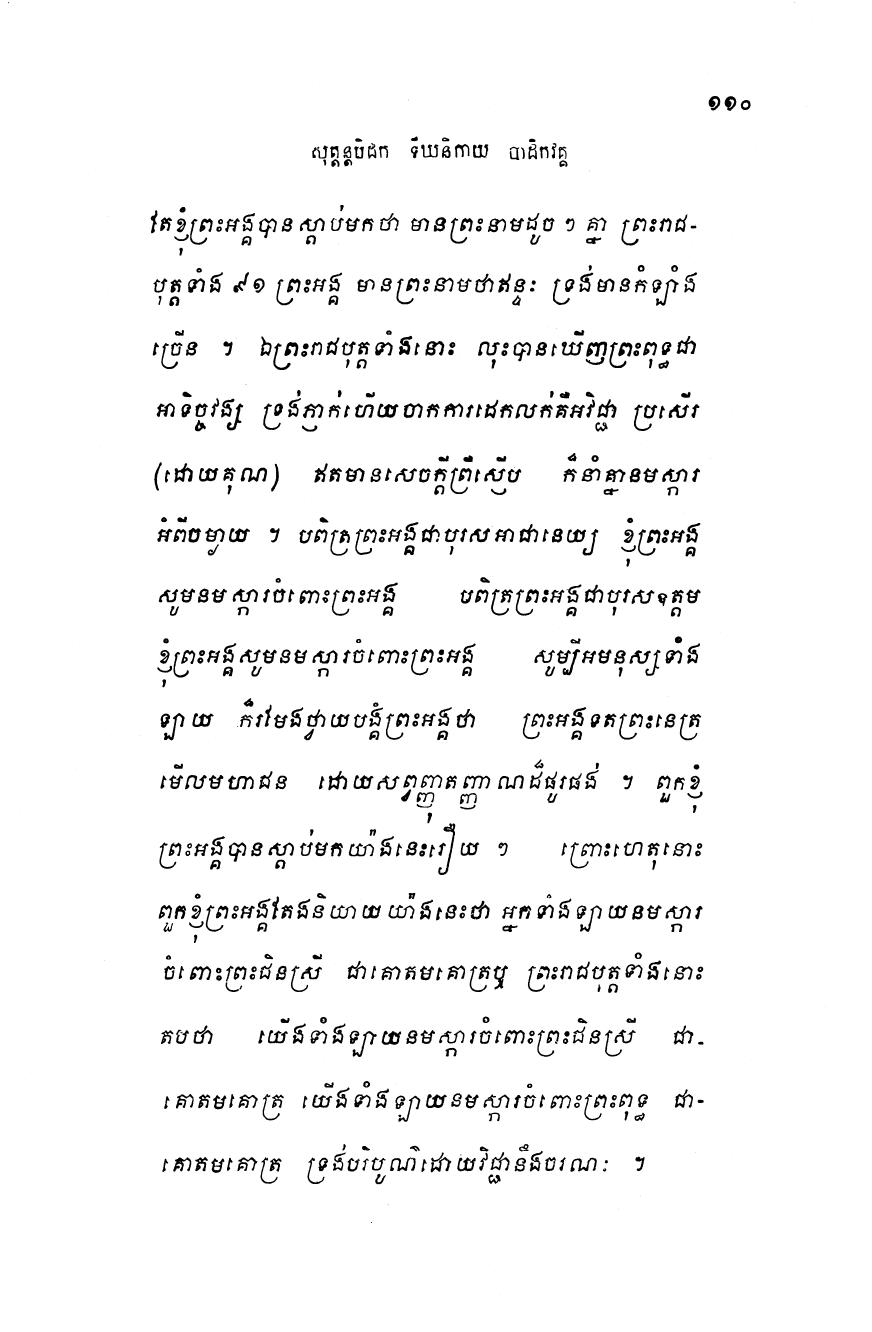 ១១០
សុត្តន្តបិដក ទីឃនិកាយ បាដិកវគ្គ
តែខ្ញុំព្រះអង្គបានស្តាប់មកថា មានព្រះនាមដូច ៗ គ្នា ព្រះរាជ-
បុត្តទាំង ៩១ ព្រះអង្គ មានព្រះនាមថាឥន្ទៈ ទ្រង់មានកំឡាំង
ច្រើន ។ ឯព្រះរាជបុត្តទាំងនោះ លុះបានឃើញព្រះពុទ្ធជា
អាទិច្ចវង្ស ទ្រង់ភ្ញាក់ហើយចាកការដេកលក់គឺអវិជ្ជា ប្រសើរ
(ដោយគុណ) ឥតមានសេចក្តីព្រឺស្ញើប ក៏នាំគ្នានមស្ការ
អំពីចម្ងាយ ។ បពិត្រព្រះអង្គជាបុរសអាជានេយ្យ ខ្ញុំព្រះអង្គ
សូមនមស្ការចំពោះព្រះអង្គ បពិត្រព្រះអង្គជាបុរសឧត្តម
ខ្ញុំព្រះអង្គសូមនមស្ការចំពោះព្រះអង្គ សូម្បីអមនុស្សទាំង
ឡាយ ក៏រមែងថ្វាយបង្គំព្រះអង្គថា ព្រះអង្គទតព្រះនេត្រ
មើលមហាជន ដោយសព្វញ្ញុតញ្ញាណដ៏ផូរផង់ ។ ពួកខ្ញុំ
ព្រះអង្គបានស្តាប់មកយ៉ាងនេះរឿយ ៗ ព្រោះហេតុនោះ
ពួកខ្ញុំព្រះអង្គតែងនិយាយយ៉ាងនេះថា អ្នកទាំងឡាយនមស្ការ
ចំពោះព្រះជិនស្រី ជាគោតមគោត្រឬ ព្រះរាជបុត្តទាំងនោះ
តបថា យើងទាំងឡាយនមស្ការចំពោះព្រះជិនស្រី ជា-
គោតមគោត្រ យើងទាំងឡាយនមស្ការចំពោះព្រះពុទ្ធ ជា-
គោតមគោត្រ ទ្រង់បរិបូណ៌ដោយវិជ្ជានឹងចរណៈ ។